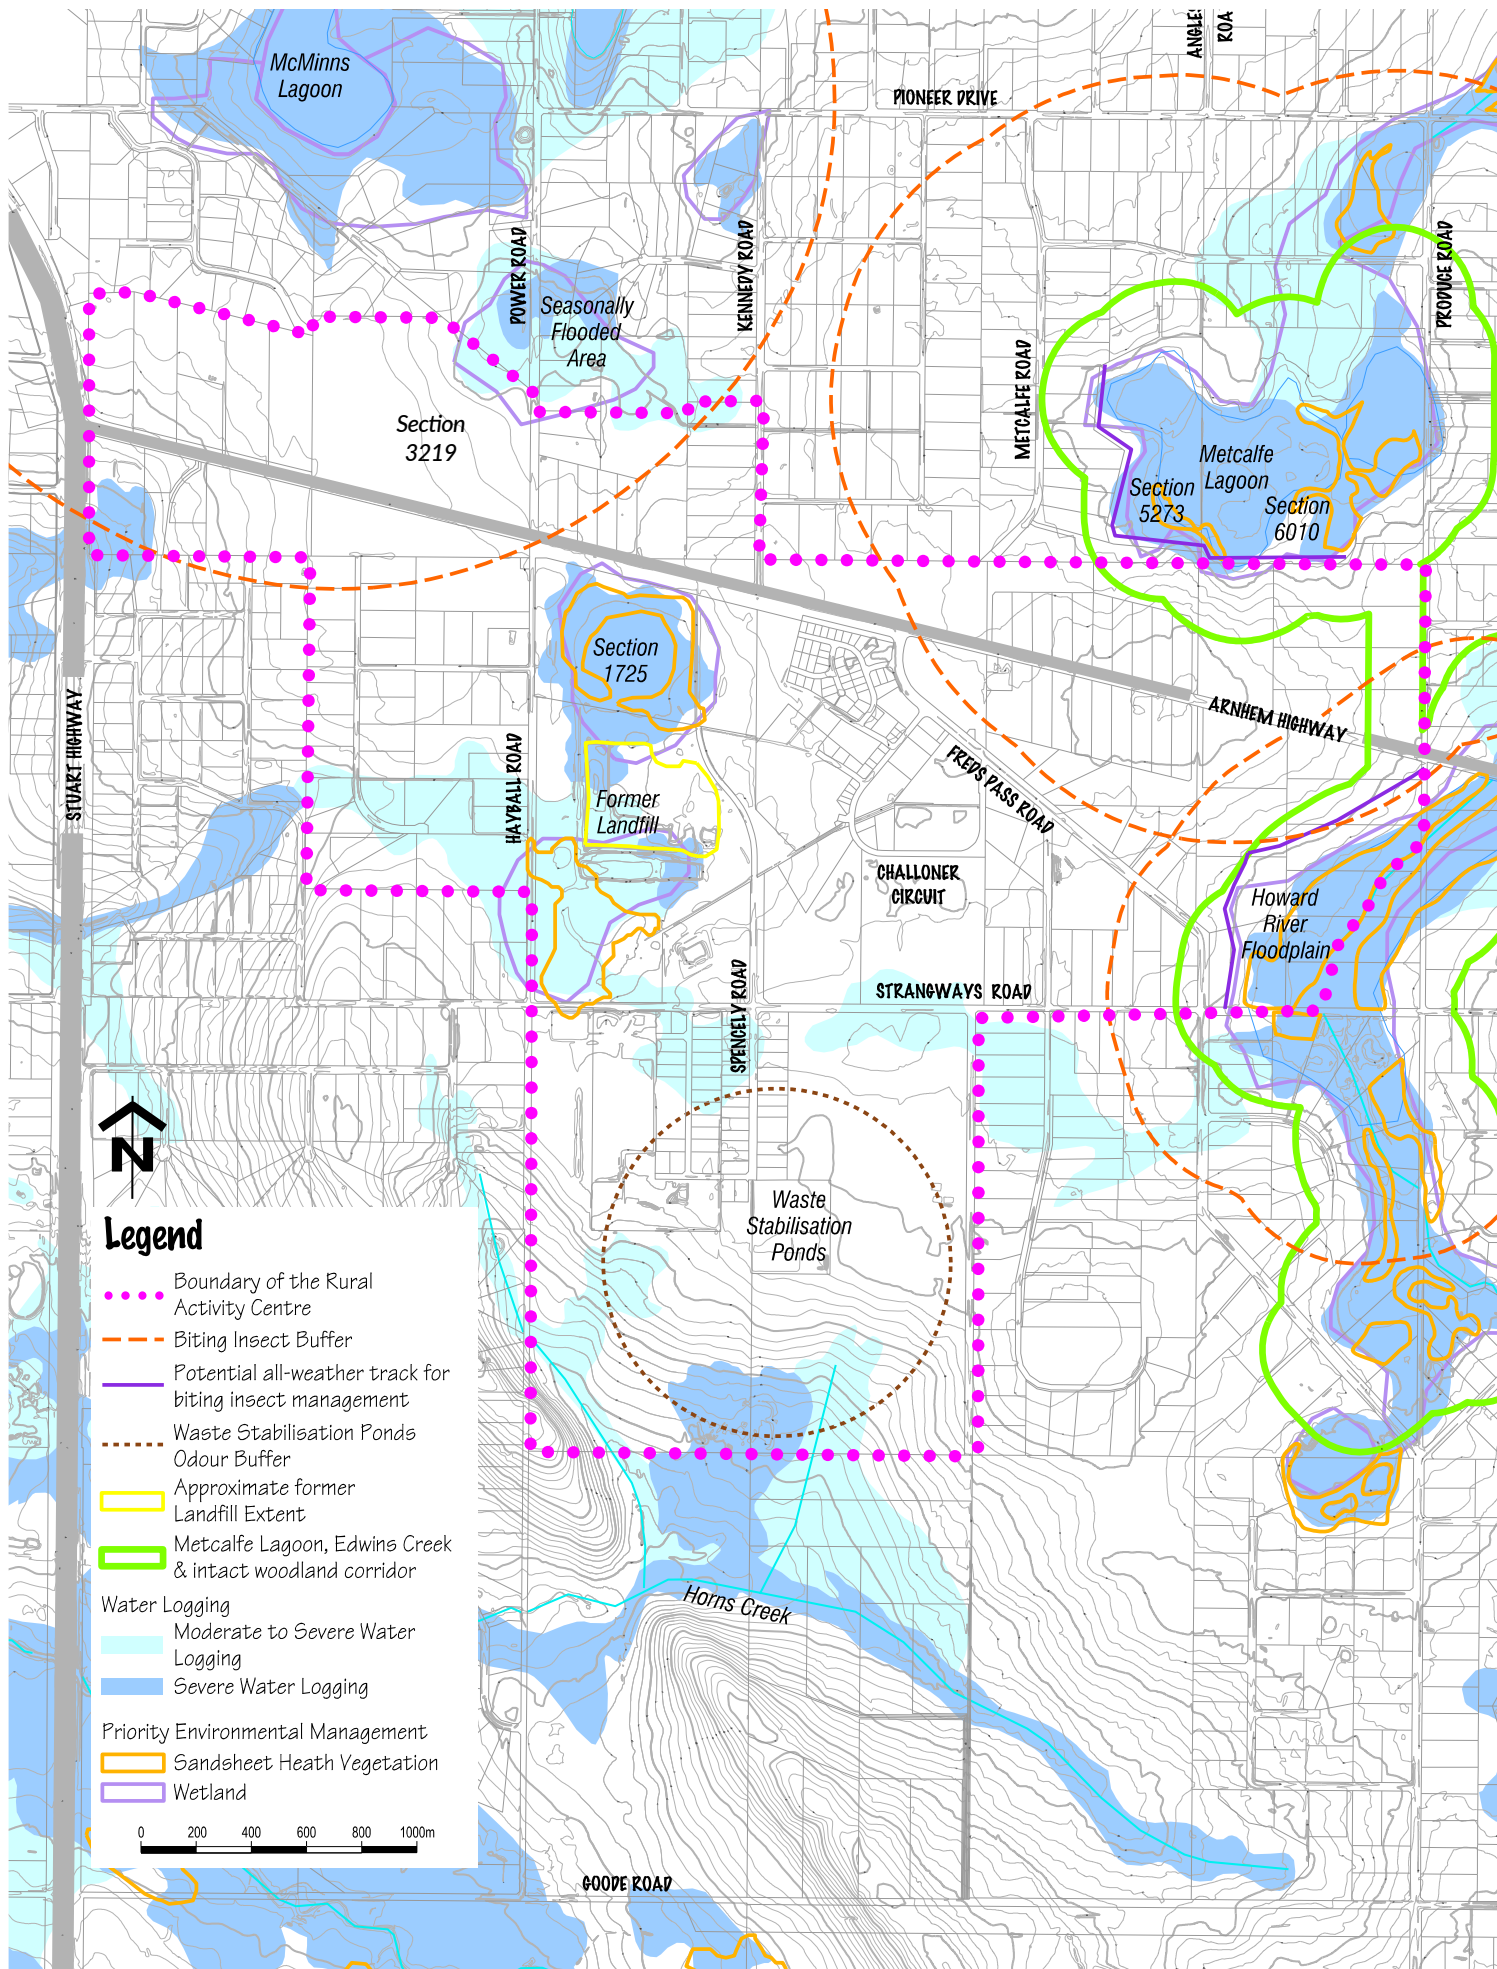 McMinns
Lagoon
PIONEER DRIVE
ROA
POWER ROAD
KENNEDY ROAD
PRODUCE ROAD
METCALFE ROAD
Seasonally
Flooded
Area
Section
3219
Metcalfe
Lagoon
Section
5273
Section
6010
Section
1725
ARNHEM HIGHWAY
STUART HIGHWAY
HAYBALL ROAD
FREDS PASS ROAD
Former
Landfill
CHALLONER
CIRCUIT
Howard
River
Floodplain
STRANGWAYS ROAD
SPENCELY ROAD
N
Waste
Stabilisation
Ponds
Horns Creek
GOODE ROAD
Legend
Boundary of the Rural
Activity Centre
Biting Insect Buffer
Potential all-weather track for
biting insect management
Waste Stabilisation Ponds
Odour Buffer
Approximate former
Landfill Extent
Metcalfe Lagoon, Edwins Creek
& intact woodland corridor
Water Logging
Moderate to Severe Water
Logging
Severe Water Logging
Priority Environmental Management
Sandsheet Heath Vegetation
Wetland
0 200 400 600 800 1000m